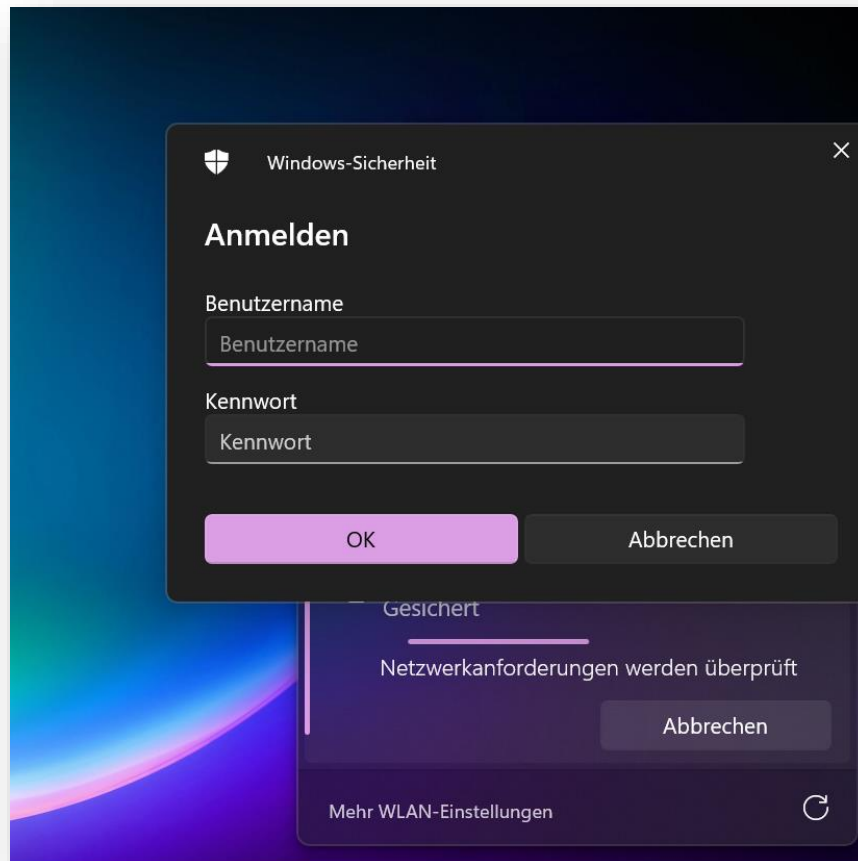 Windows-Sicherheit
Anmelden
Benutzername
Benutzername
Kennwort
Kennwort
OK Abbrechen
Gesichert
Netzwerkanforderungen werden überprüft
Abbrechen
Mehr WLAN-Einstellungen